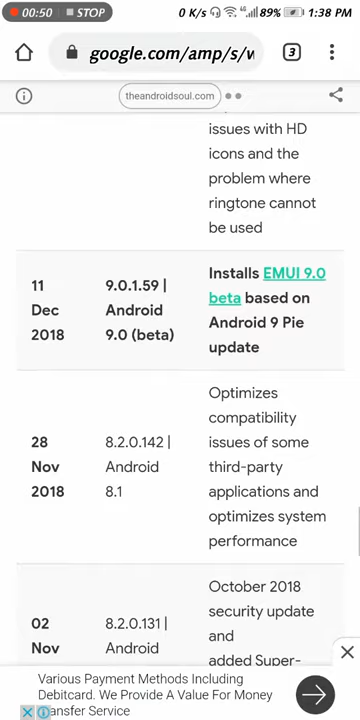 00:50 STOP 0 K/s 4G 89% 1:38 PM
google.com/amp/s/w 3
theandroidsoul.com
issues with HD
icons and the
problem where
ringtone cannot
be used
11
Dec
2018
9.0.1.59 |
Android
9.0 (beta)
Installs EMUI 9.0
beta based on
Android 9 Pie
update
28
Nov
2018
8.2.0.142 |
Android
8.1
Optimizes
compatibility
issues of some
third-party
applications and
optimizes system
performance
02
Nov
8.2.0.131 |
Android
October 2018
security update
and
added Super-
Various Payment Methods Including
Debitcard. We Provide A Value For Money
ansfer Service